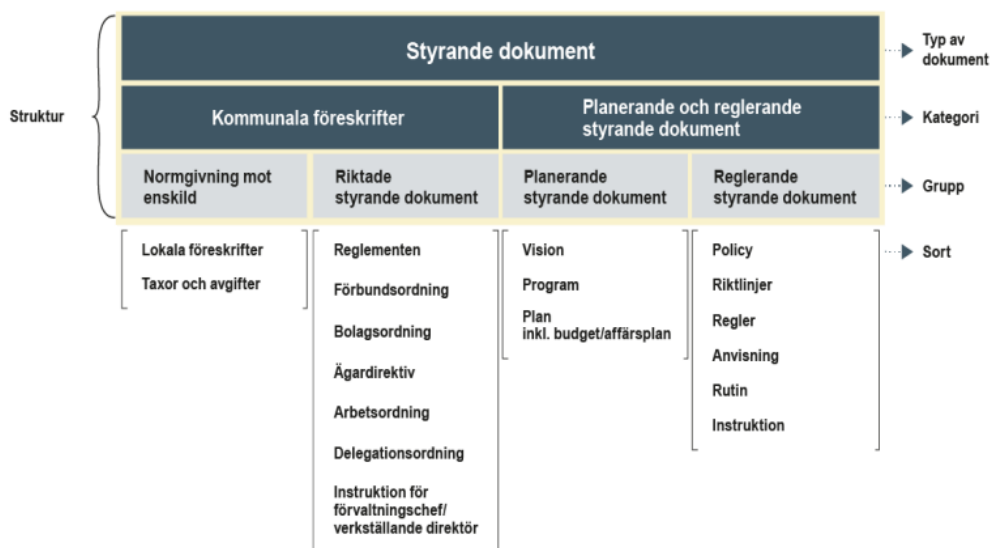 Styrande dokument
Typ av
dokument
Struktur
Kommunala föreskrifter
Planerande och reglerande
styrande dokument
Kategori
Normgivning mot
enskild
Riktade
styrande dokument
Planerande
styrande dokument
Reglerande
styrande dokument
Grupp
Lokala föreskrifter
Taxor och avgifter
Reglementen
Förbundsordning
Bolagsordning
Ägardirektiv
Arbetsordning
Delegationsordning
Instruktion för
förvaltningschef/
verkställande direktör
Vision
Program
Plan
inkl. budget/affärsplan
Policy
Riktlinjer
Regler
Anvisning
Rutin
Instruktion
Sort